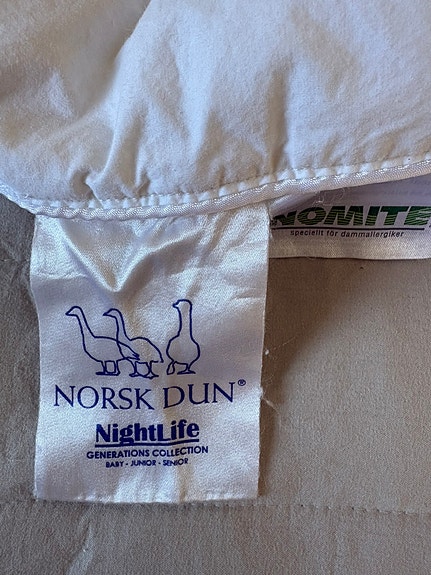 NOMITE
speciellt för dammallergiker
NORSK DUN®
NightLife
GENERATIONS COLLECTION
BABY - JUNIOR - SENIOR